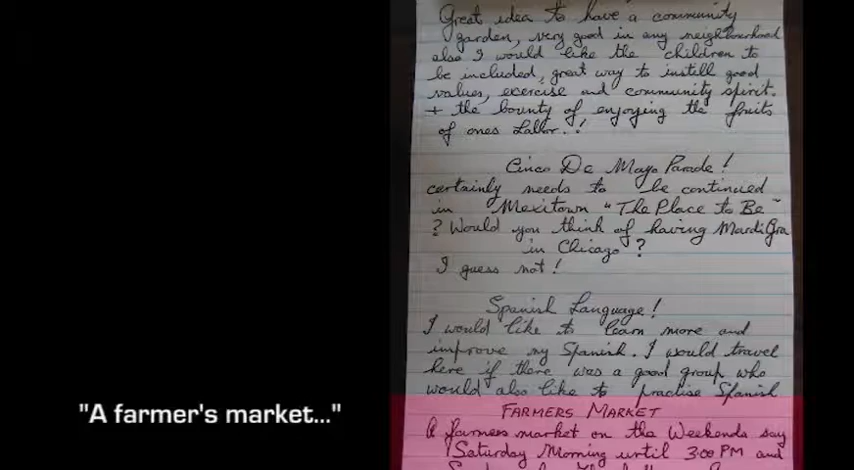 Great idea to have a community
garden, very good in any neighbourhood
also I would like the children to
be included, great way to instill good
values, exercise and community spirit.
+ the bounty of enjoying the fruits
of ones Labor.!
Cinco De Mayo Parade!
certainly needs to be continued
in Mexitown "The Place to Be"
? Would you think of having Mardi Gra
in Chicago?
I guess not!
Spanish Language!
I would like to learn more and
improve my Spanish. I would travel
here if there was a good group who
would also like to practise Spanish
FARMERS MARKET
A farmers market on the Weekends say
Saturday Morning until 3:00 PM and
"A farmer's market..."